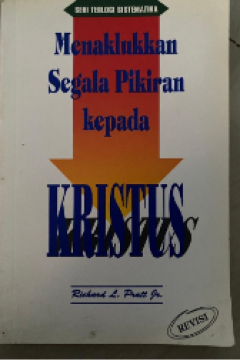 SERI TEOLOGI SISTEMATIKA
Menaklukkan
Segala Pikiran
kepada
KRISTUS
Richard L. Pratt Jr.
REVISI